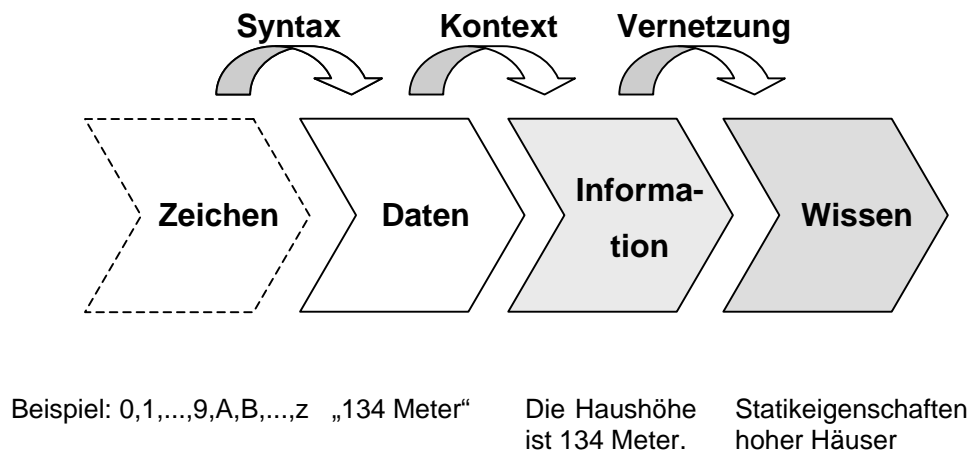 Syntax Kontext Vernetzung
Zeichen Daten Informa-
tion Wissen
Beispiel: 0,1,...,9,A,B,...,z „134 Meter“ Die Haushöhe Statikeigenschaften
ist 134 Meter. hoher Häuser